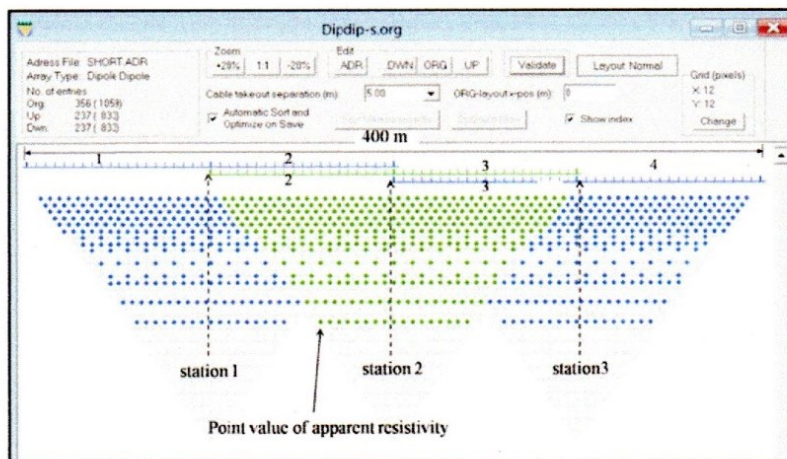 Dipdip-s.org
Adress File: SHORT.ADR
Array Type: Dipole Dipole
No. of entries
Org: 356 (1059)
Up: 237 ( 833)
Dwn: 237 ( 833)
Zoom
+28% 1:1 -28%
Edit
ADR DWN ORG UP
Validate
Layout Normal
Cable takeout separation (m): 5.00
ORG-layout x-pos (m): 0
Automatic Sort and
Optimize on Save
Show index
Grid (pixels)
X: 12
Y: 12
Change
400 m
1 2 3 4
2 3
station 1 station 2 station3
Point value of apparent resistivity